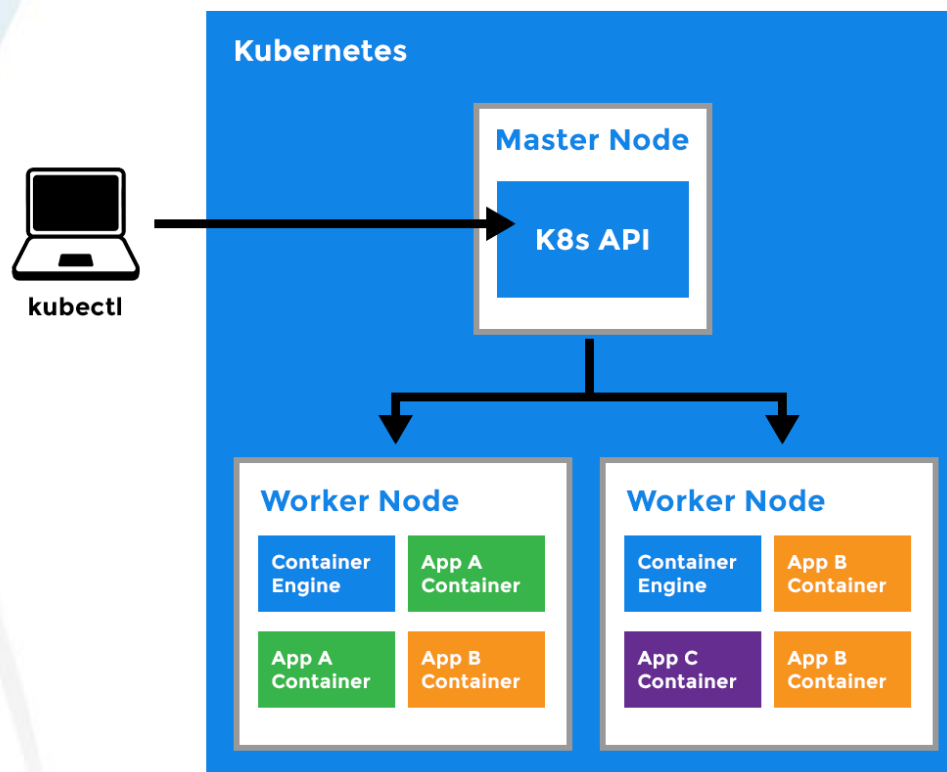 Kubernetes
Master Node
K8s API
kubectl
Worker Node
Container
Engine
App A
Container
App A
Container
App B
Container
Worker Node
Container
Engine
App B
Container
App C
Container
App B
Container